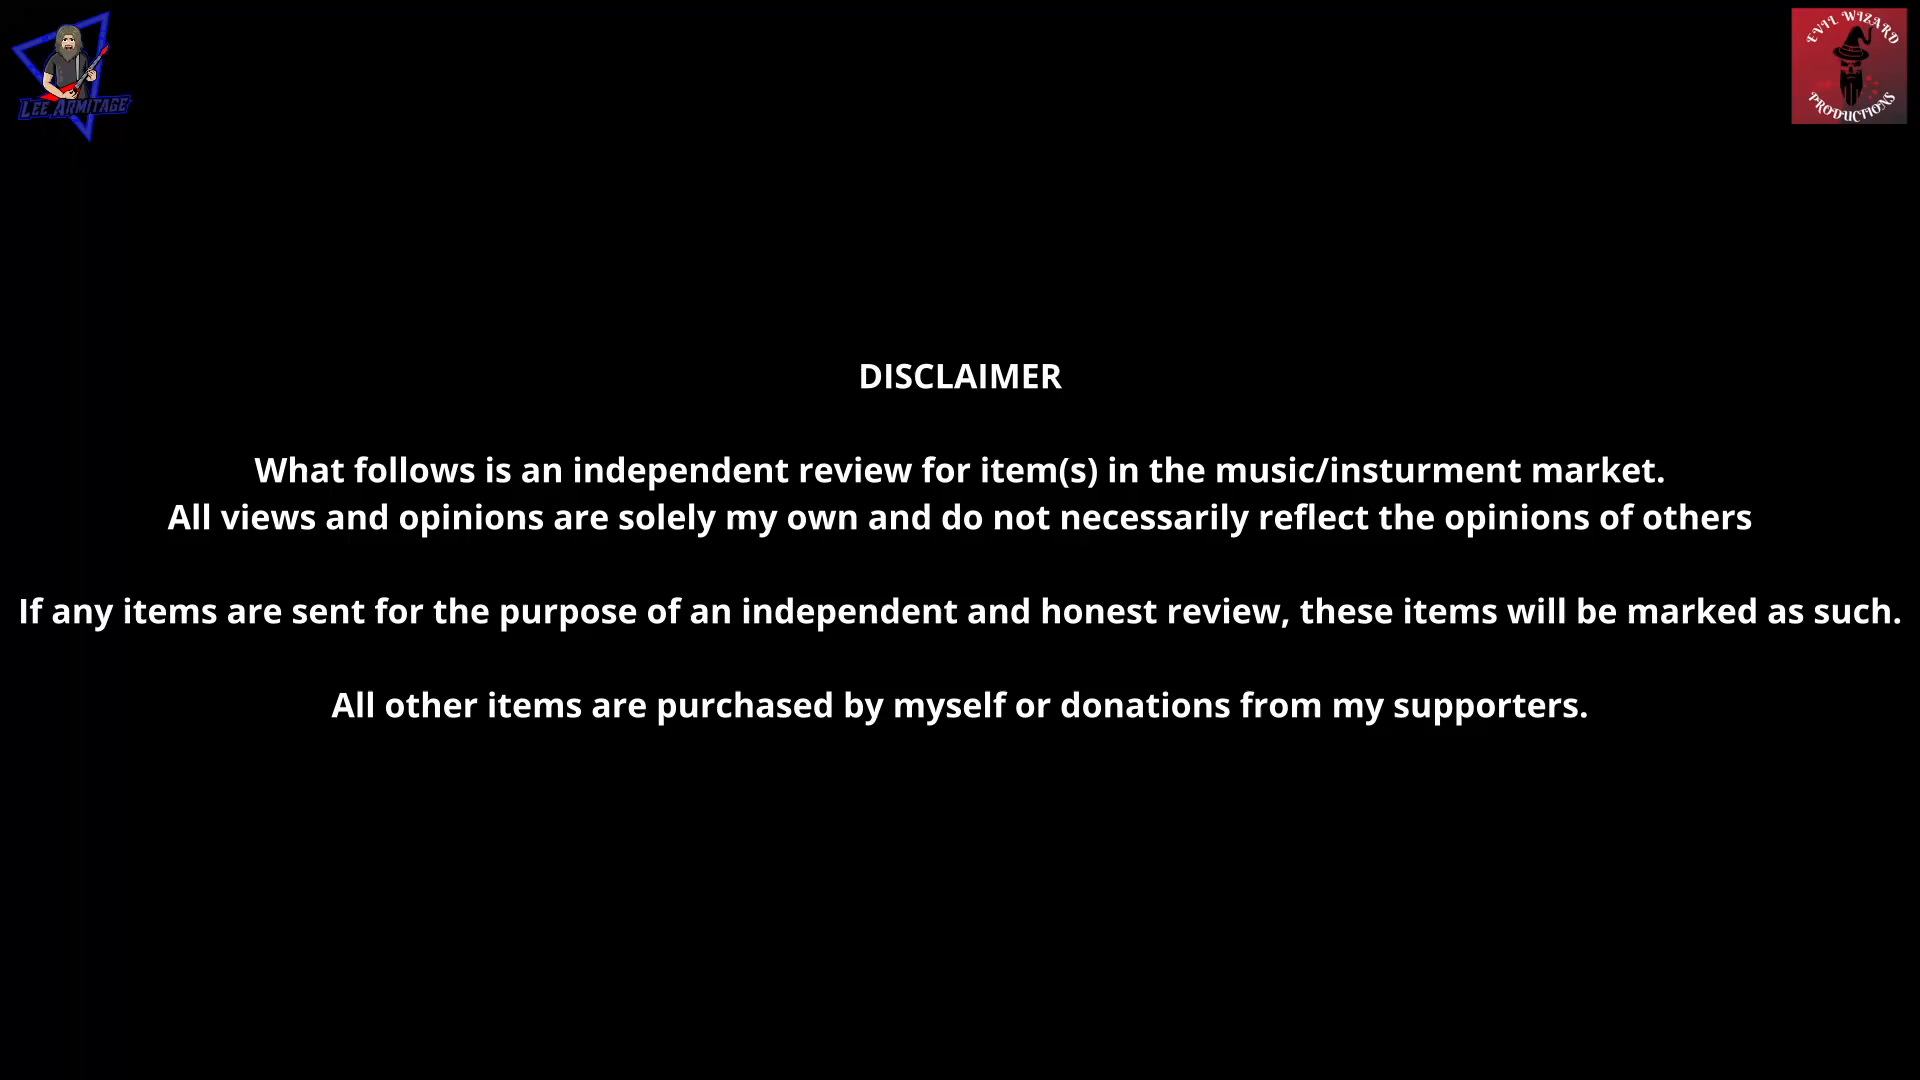 LEE ARMITAGE
EVIL WIZARD
PRODUCTIONS
DISCLAIMER
What follows is an independent review for item(s) in the music/insturment market.
All views and opinions are solely my own and do not necessarily reflect the opinions of others
If any items are sent for the purpose of an independent and honest review, these items will be marked as such.
All other items are purchased by myself or donations from my supporters.